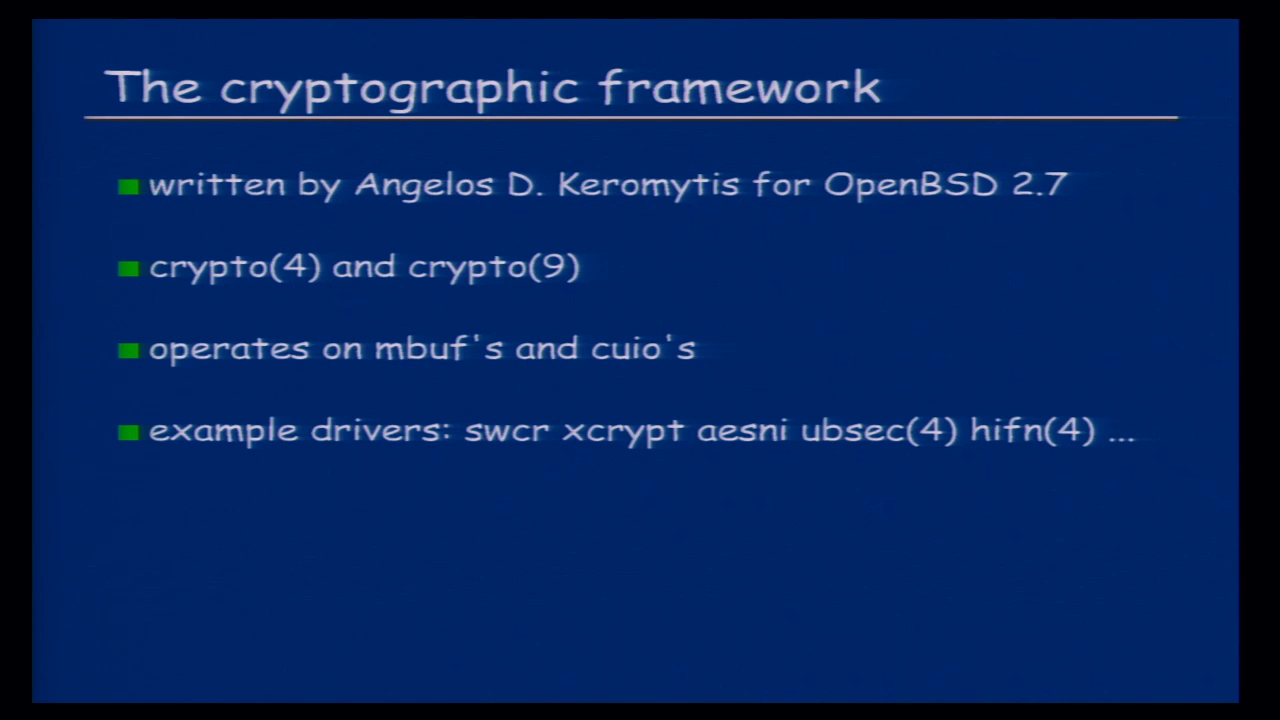 The cryptographic framework
written by Angelos D. Keromytis for OpenBSD 2.7
crypto(4) and crypto(9)
operates on mbuf's and cuio's
example drivers: swcr xcrypt aesni ubsec(4) hifn(4) ...